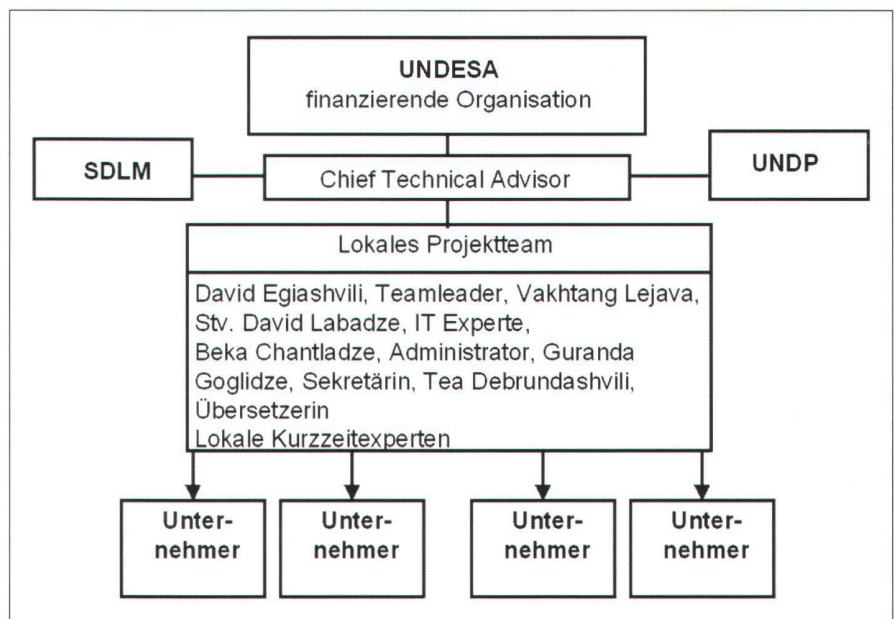 UNDESA
finanzierende Organisation
SDLM
Chief Technical Advisor
UNDP
Lokales Projektteam
David Egiashvili, Teamleader, Vakhtang Lejava,
Stv. David Labadze, IT Experte,
Beka Chantladze, Administrator, Guranda
Goglidze, Sekretärin, Tea Debrundashvili,
Übersetzerin
Lokale Kurzzeitexperten
Unter-
nehmer
Unter-
nehmer
Unter-
nehmer
Unter-
nehmer